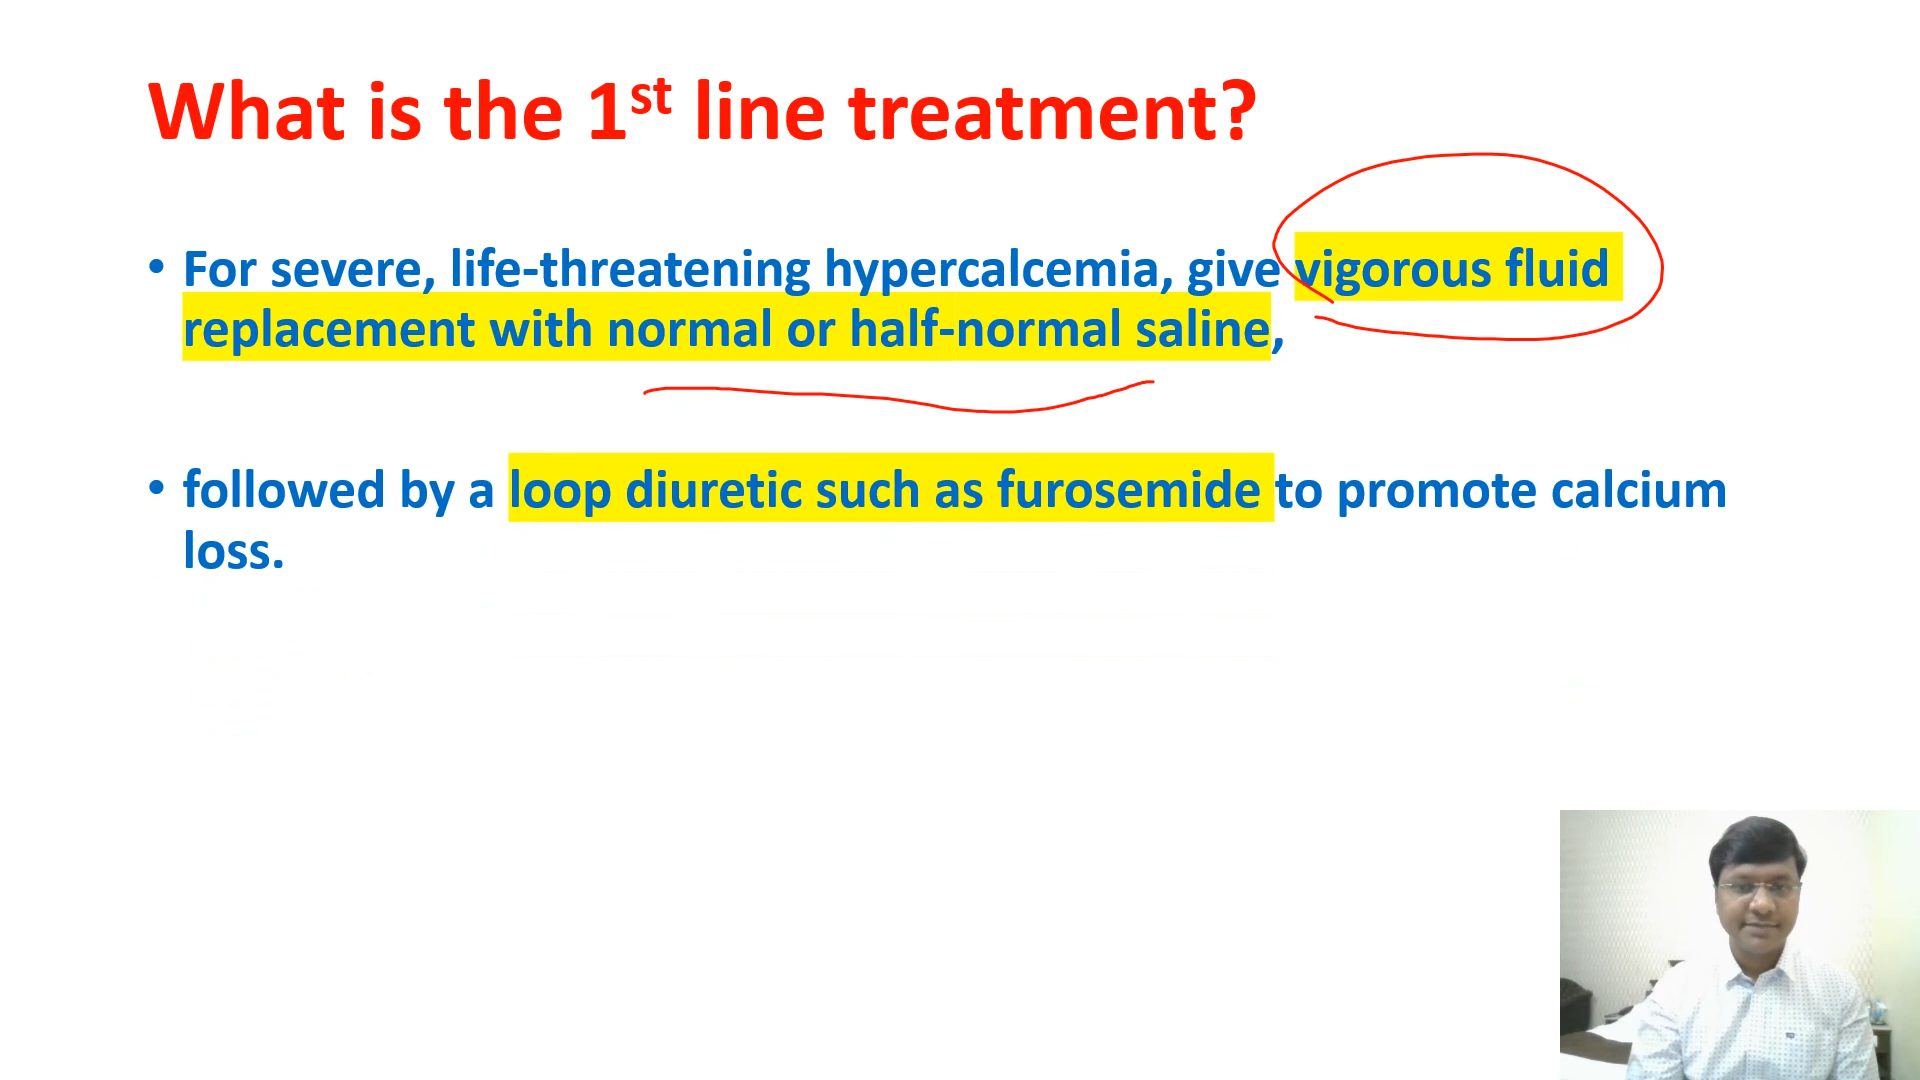 What is the 1st line treatment?
• For severe, life-threatening hypercalcemia, give vigorous fluid
replacement with normal or half-normal saline,
• followed by a loop diuretic such as furosemide to promote calcium
loss.